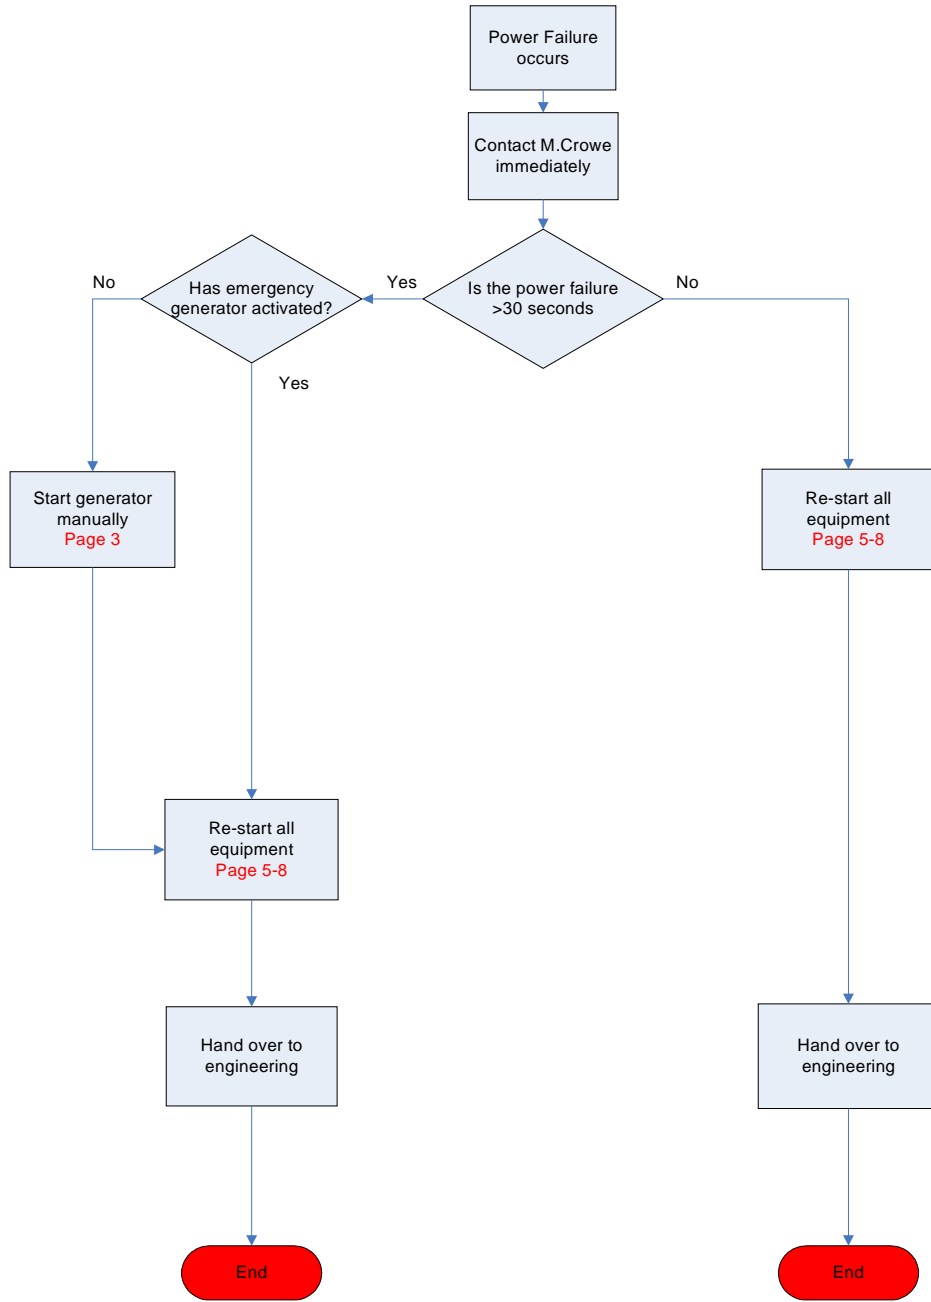 Power Failure
occurs
Contact M.Crowe
immediately
Is the power failure
>30 seconds
Yes
No
Has emergency
generator activated?
No
Yes
Start generator
manually
Page 3
Re-start all
equipment
Page 5-8
Re-start all
equipment
Page 5-8
Hand over to
engineering
Hand over to
engineering
End
End